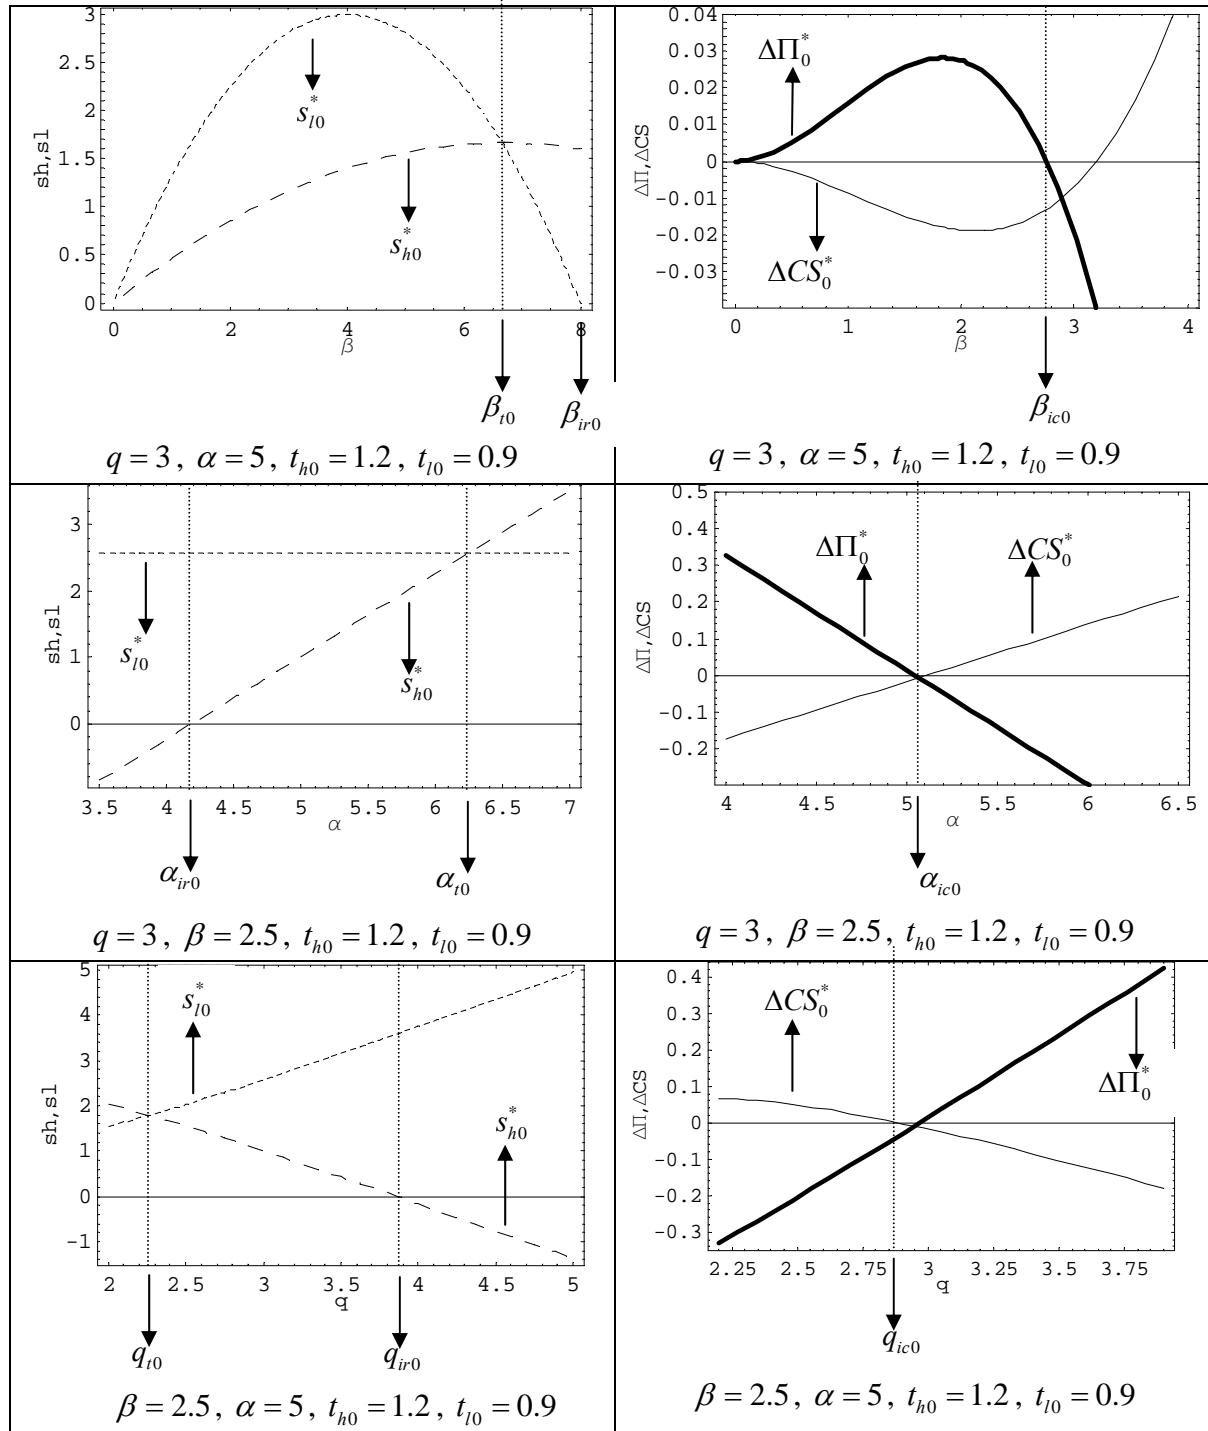 3
2.5
2
1.5
1
0.5
0
sh,sl
s*l0
s*h0
0 2 4 6 8
β
βt0
βir0
q = 3 , α = 5 , th0 = 1.2 , tl0 = 0.9
0.04
0.03
0.02
0.01
0
-0.01
-0.02
-0.03
ΔΠ,ΔCS
ΔΠ*0
ΔCS*0
0 1 2 3 4
β
βic0
q = 3 , α = 5 , th0 = 1.2 , tl0 = 0.9
3
2
1
0
sh,sl
s*l0
s*h0
3.5 4 4.5 5 5.5 6 6.5 7
α
αir0
αt0
q = 3 , β = 2.5 , th0 = 1.2 , tl0 = 0.9
0.5
0.4
0.3
0.2
0.1
0
-0.1
-0.2
ΔΠ,ΔCS
ΔΠ*0
ΔCS*0
4 4.5 5 5.5 6 6.5
α
αic0
q = 3 , β = 2.5 , th0 = 1.2 , tl0 = 0.9
5
4
3
2
1
0
-1
sh,sl
s*l0
s*h0
2 2.5 3 3.5 4 4.5 5
q
qt0
qir0
β = 2.5 , α = 5 , th0 = 1.2 , tl0 = 0.9
0.4
0.3
0.2
0.1
0
-0.1
-0.2
-0.3
ΔΠ,ΔCS
ΔCS*0
ΔΠ*0
2.25 2.5 2.75 3 3.25 3.5 3.75
q
qic0
β = 2.5 , α = 5 , th0 = 1.2 , tl0 = 0.9